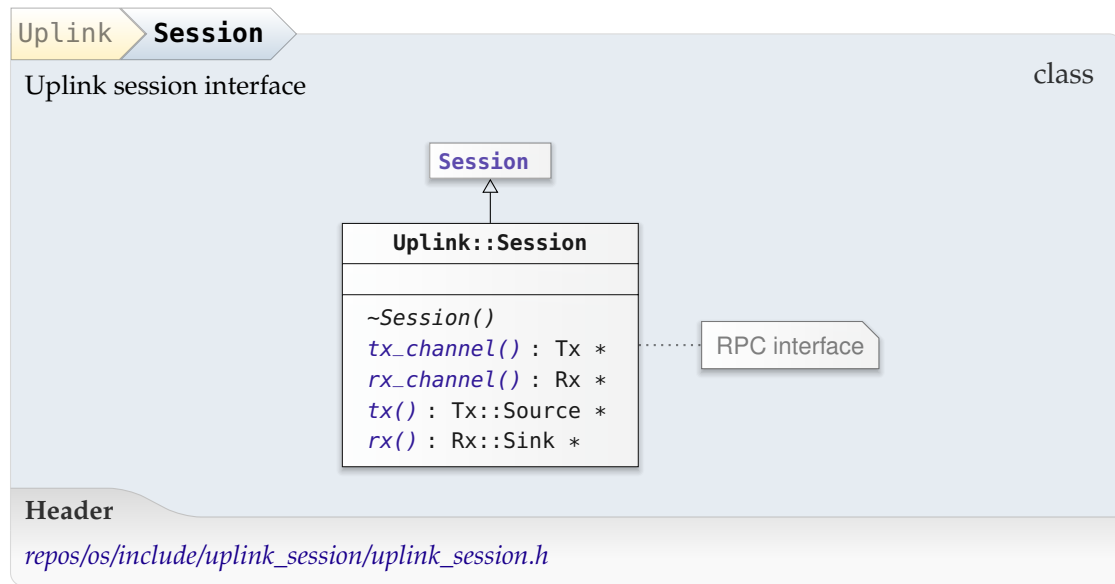 Uplink Session
class
Uplink session interface
Session
Uplink::Session
~Session()
tx_channel() : Tx *
rx_channel() : Rx *
tx() : Tx::Source *
rx() : Rx::Sink *
RPC interface
Header
repos/os/include/uplink_session/uplink_session.h